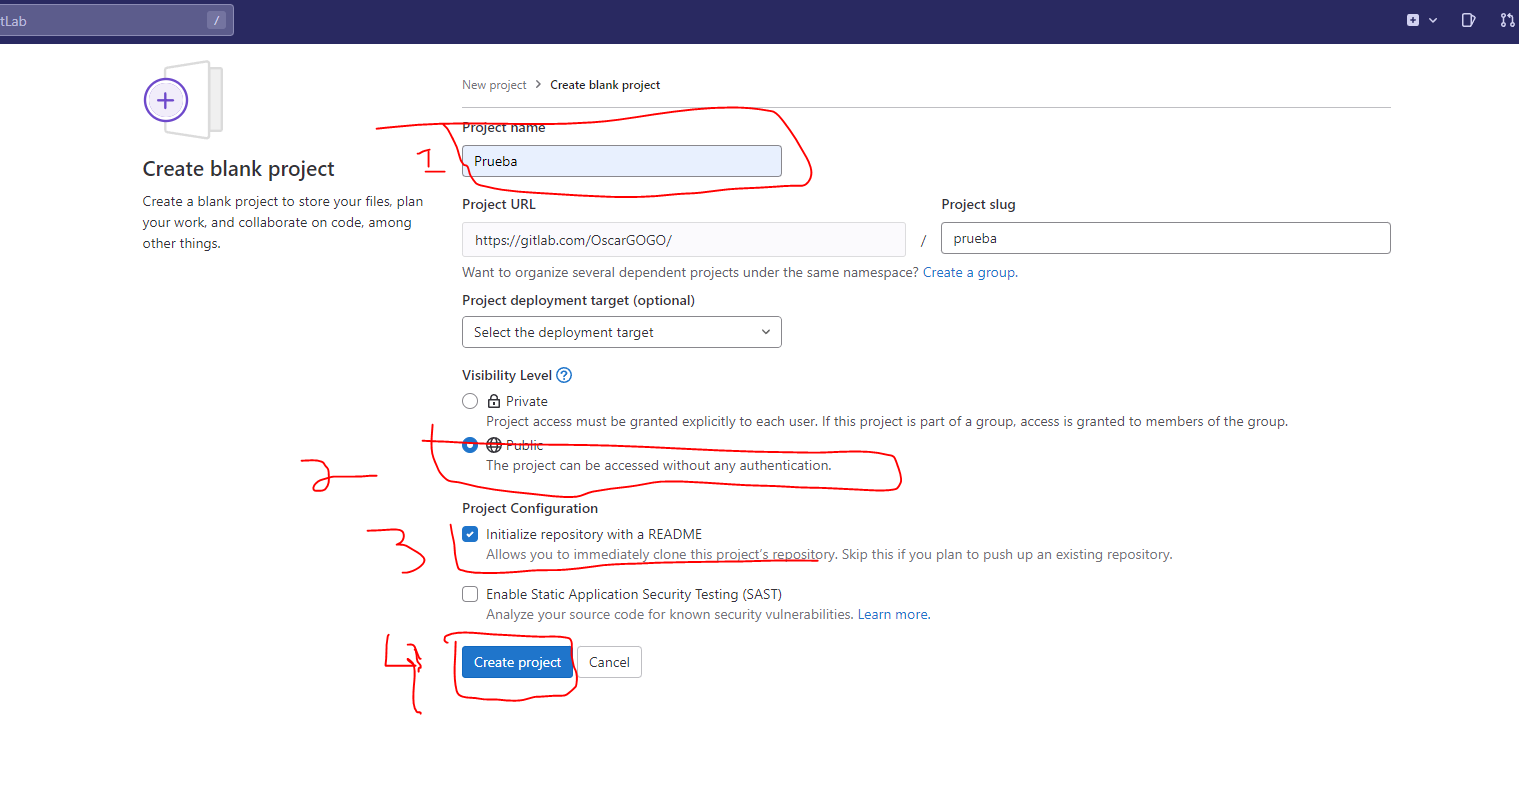 tLab /
New project > Create blank project
Create blank project
Create a blank project to store your files, plan
your work, and collaborate on code, among
other things.
1
Project name
Prueba
Project URL
https://gitlab.com/OscarGOGO/
/
Project slug
prueba
Want to organize several dependent projects under the same namespace? Create a group.
Project deployment target (optional)
Select the deployment target
Visibility Level ?
Private
Project access must be granted explicitly to each user. If this project is part of a group, access is granted to members of the group.
2
Public
The project can be accessed without any authentication.
Project Configuration
3
Initialize repository with a README
Allows you to immediately clone this project's repository. Skip this if you plan to push up an existing repository.
Enable Static Application Security Testing (SAST)
Analyze your source code for known security vulnerabilities. Learn more.
4
Create project Cancel